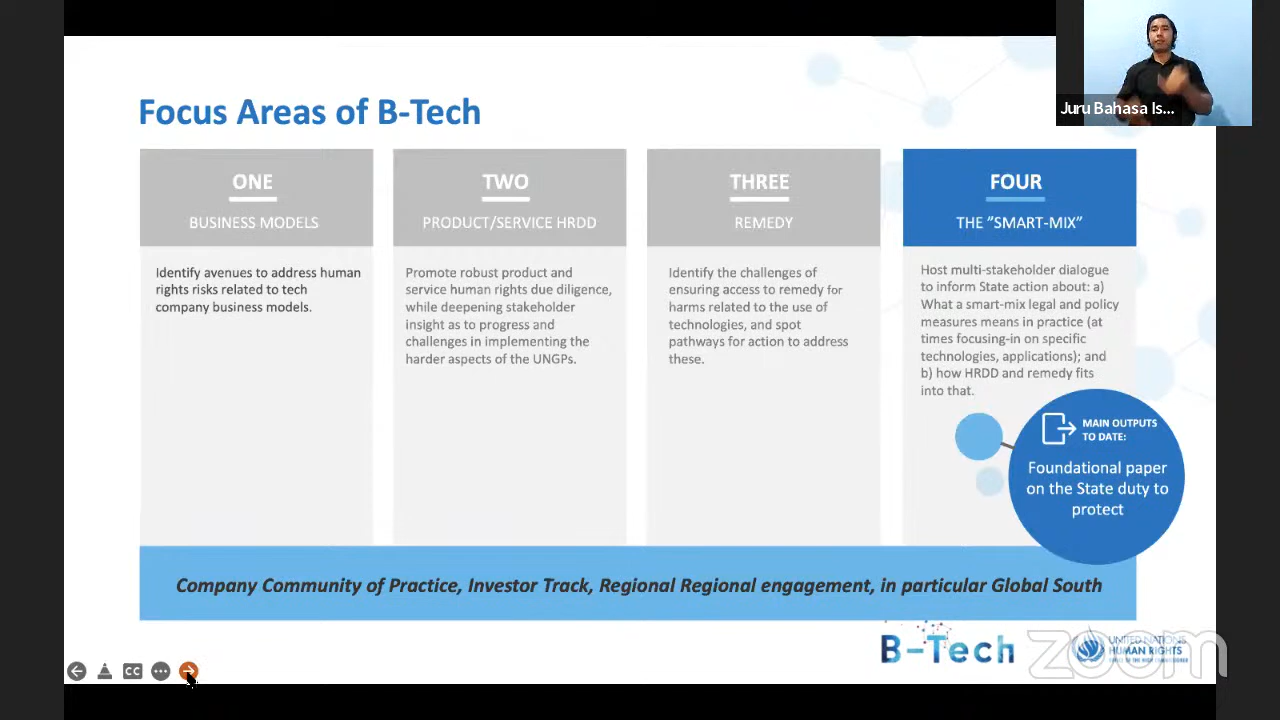 Juru Bahasa Is...
Focus Areas of B-Tech
ONE
BUSINESS MODELS
Identify avenues to address human
rights risks related to tech
company business models.
TWO
PRODUCT/SERVICE HRDD
Promote robust product and
service human rights due diligence,
while deepening stakeholder
insight as to progress and
challenges in implementing the
harder aspects of the UNGPs.
THREE
REMEDY
Identify the challenges of
ensuring access to remedy for
harms related to the use of
technologies, and spot
pathways for action to address
these.
FOUR
THE ”SMART-MIX”
Host multi-stakeholder dialogue
to inform State action about: a)
What a smart-mix legal and policy
measures means in practice (at
times focusing-in on specific
technologies, applications); and
b) how HRDD and remedy fits
into that.
MAIN OUTPUTS
TO DATE:
Foundational paper
on the State duty to
protect
Company Community of Practice, Investor Track, Regional Regional engagement, in particular Global South
B-Tech
UNITED NATIONS
HUMAN RIGHTS
OFFICE OF THE HIGH COMMISSIONER
zoom
CC